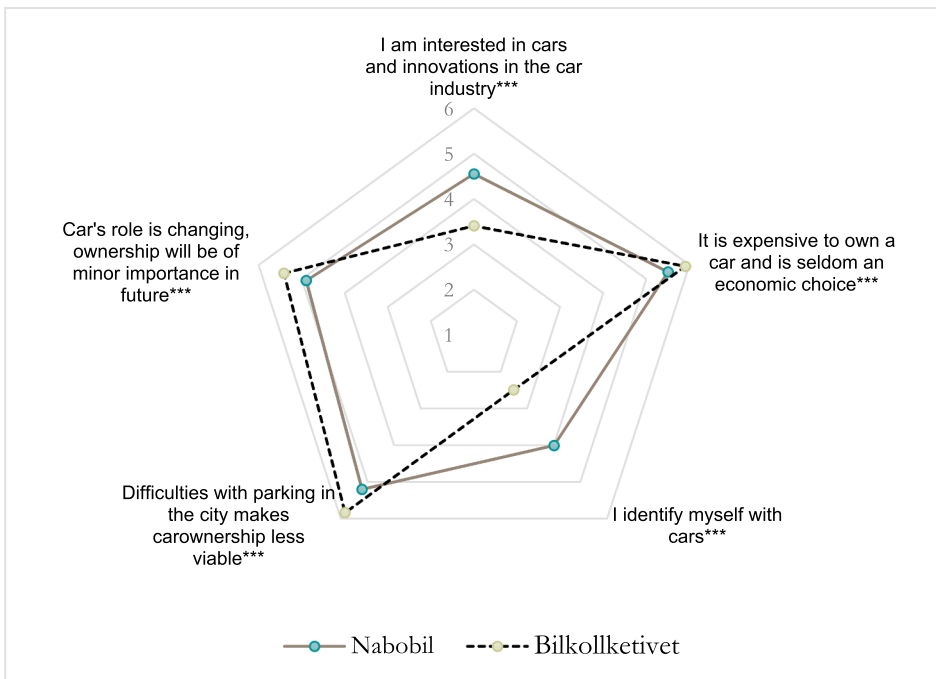 I am interested in cars
and innovations in the car
industry***
6
5
4
3
2
1
Car's role is changing,
ownership will be of
minor importance in
future***
It is expensive to own a
car and is seldom an
economic choice***
Difficulties with parking in
the city makes
carownership less
viable***
I identify myself with
cars***
Nabobil
Bilkollketivet